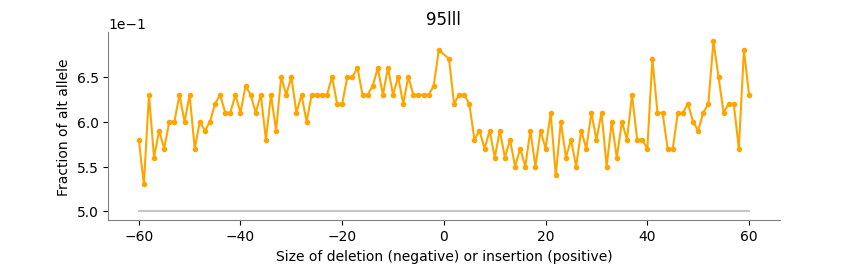 95lll
1e−1
Fraction of alt allele
6.5
6.0
5.5
5.0
−60
−40
−20
0
20
40
60
Size of deletion (negative) or insertion (positive)